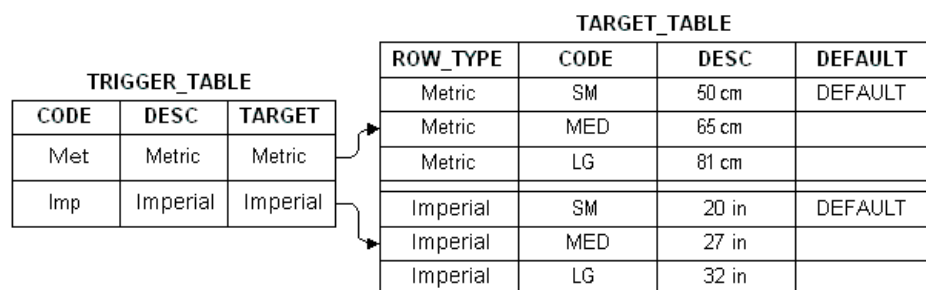 TRIGGER_TABLE
CODE DESC TARGET
Met Metric Metric
Imp Imperial Imperial
TARGET_TABLE
ROW_TYPE CODE DESC DEFAULT
Metric SM 50 cm DEFAULT
Metric MED 65 cm
Metric LG 81 cm
Imperial SM 20 in DEFAULT
Imperial MED 27 in
Imperial LG 32 in